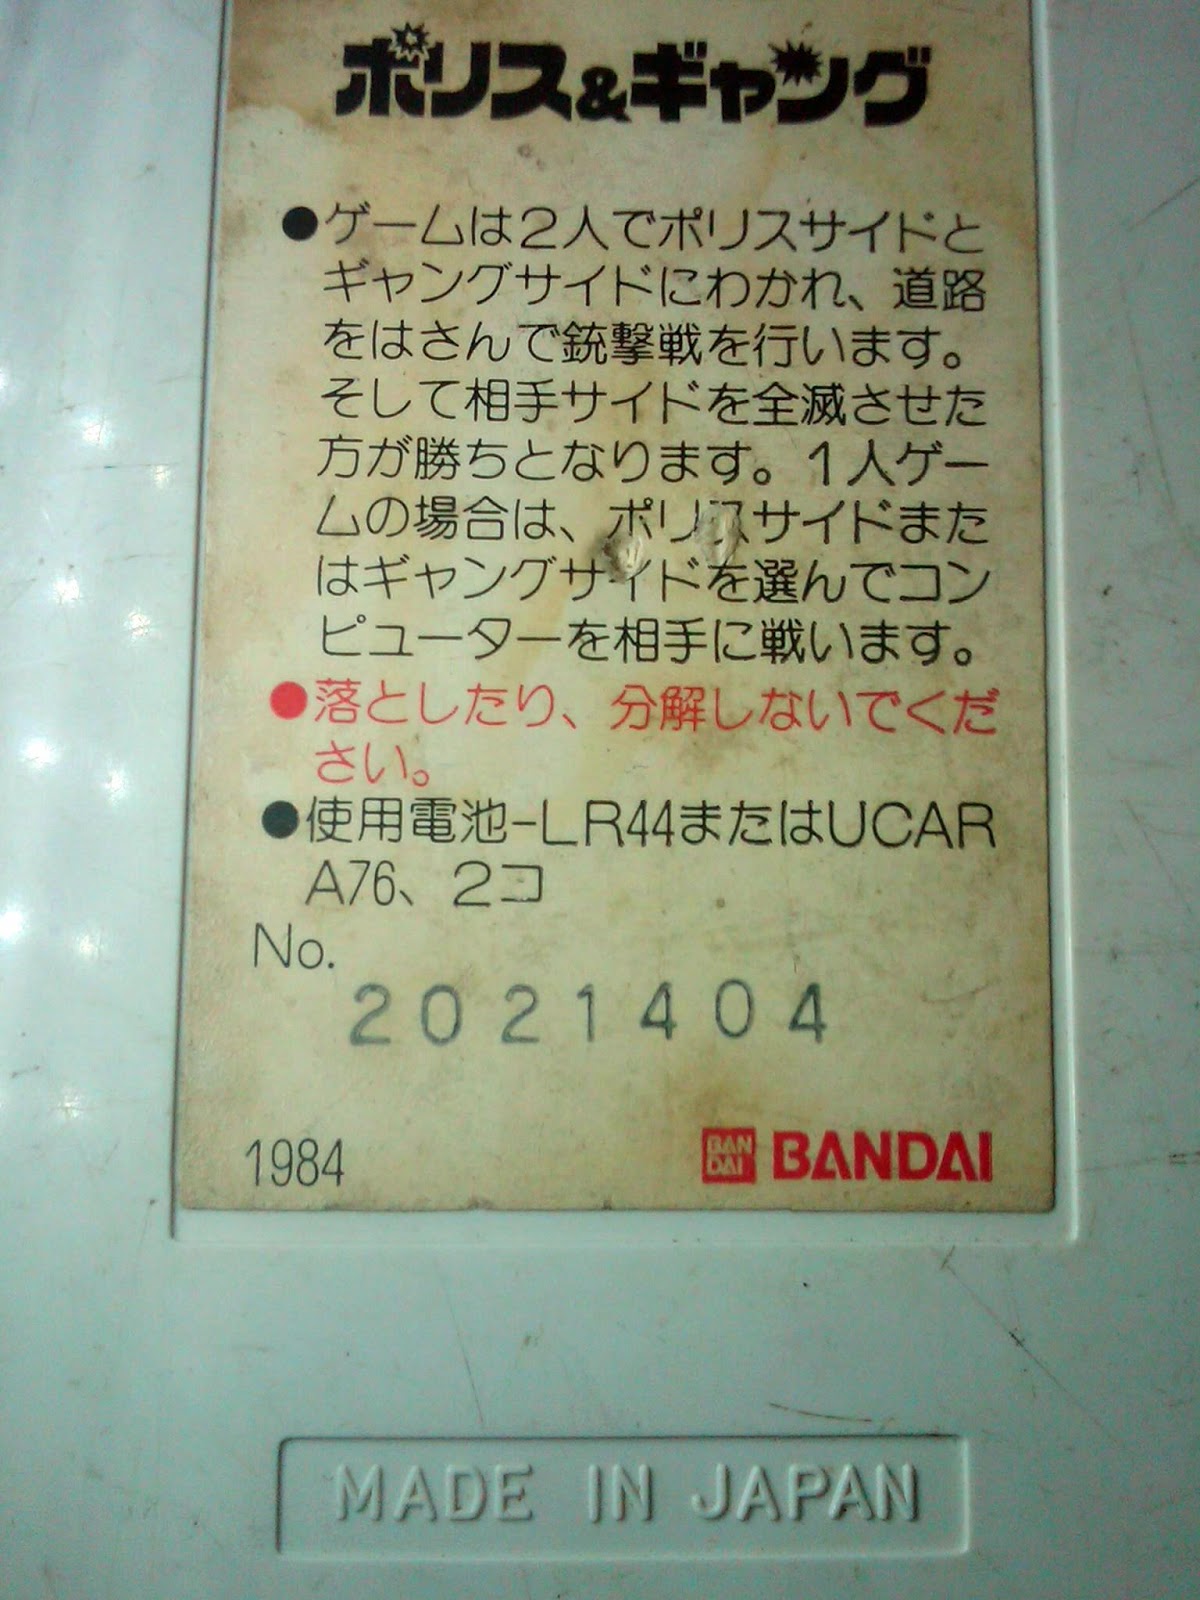 ポリス&ギャング
●ゲームは2人でポリスサイドと
ギャングサイドにわかれ、道路
をはさんで銃撃戦を行います。
そして相手サイドを全滅させた
方が勝ちとなります。1人ゲー
ムの場合は、ポリスサイドまた
はギャングサイドを選んでコン
ピューターを相手に戦います。
●落としたり、分解しないでくだ
さい。
●使用電池-LR44またはUCAR
A76、2コ
No.
2021404
1984
BAN
DAI
BANDAI
MADE IN JAPAN